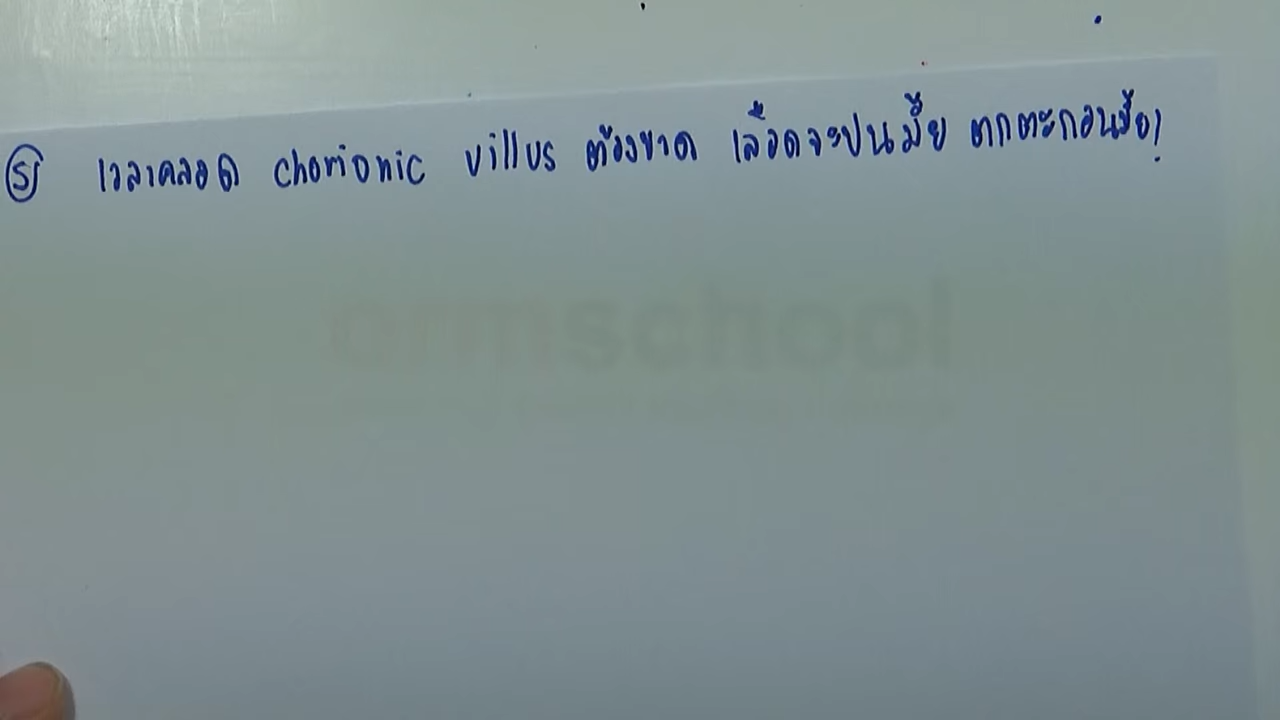 ⑤ เวลาคลอด chorionic villus ต้องขาด เลือดจะปนมั๊ย ตกตะกอนมั๊ย?
ormschool